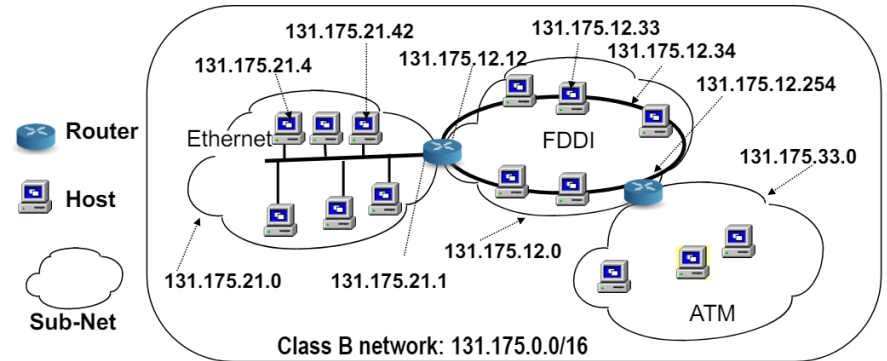 131.175.21.42
131.175.12.33
131.175.21.4
131.175.12.12
131.175.12.34
131.175.12.254
Router
Ethernet
FDDI
131.175.33.0
Host
131.175.12.0
131.175.21.0
131.175.21.1
Sub-Net
ATM
Class B network: 131.175.0.0/16